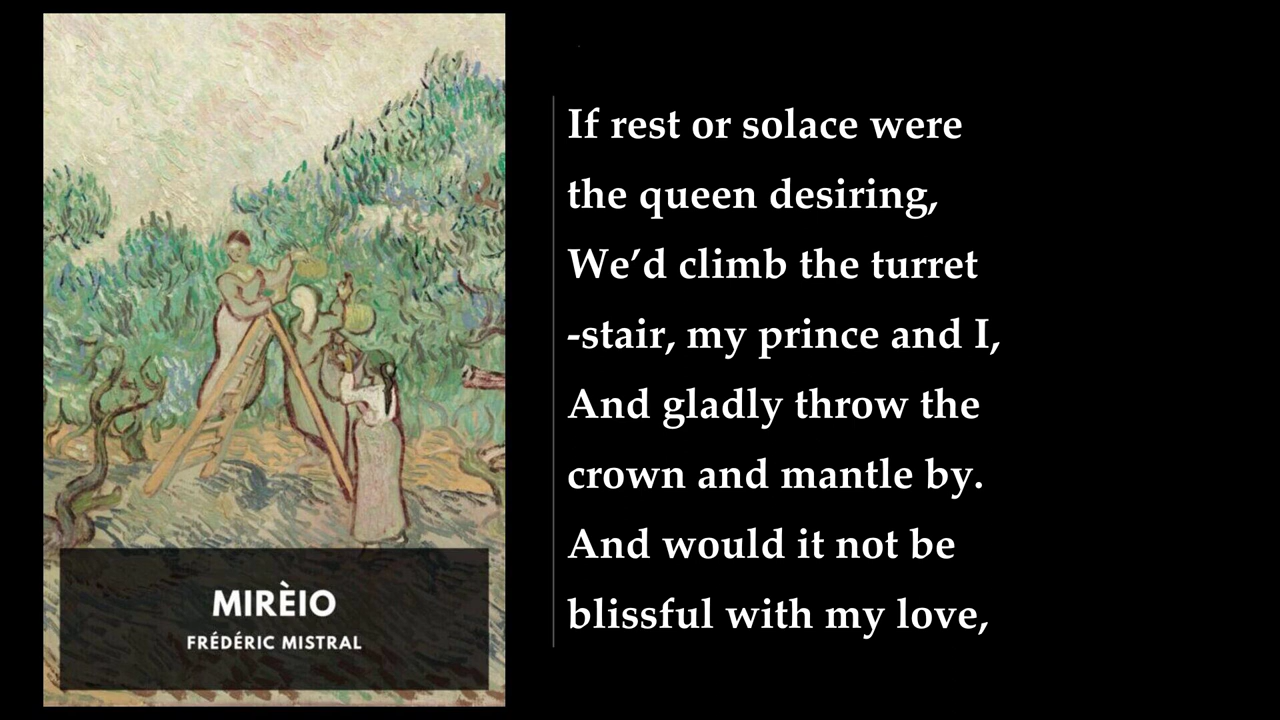 MIRÈIO
FRÉDÉRIC MISTRAL
If rest or solace were
the queen desiring,
We’d climb the turret
-stair, my prince and I,
And gladly throw the
crown and mantle by.
And would it not be
blissful with my love,